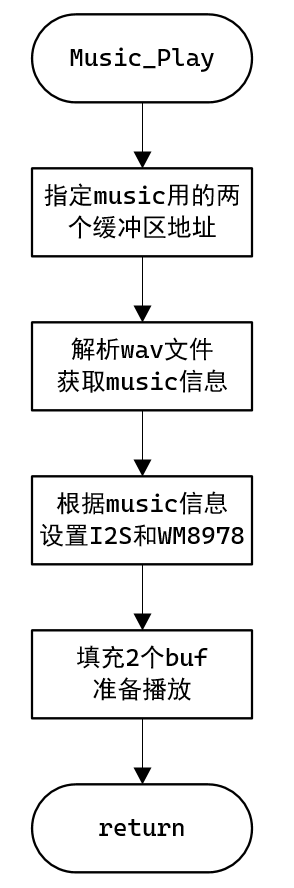 Music_Play
指定music用的两
个缓冲区地址
解析wav文件
获取music信息
根据music信息
设置I2S和WM8978
填充2个buf
准备播放
return